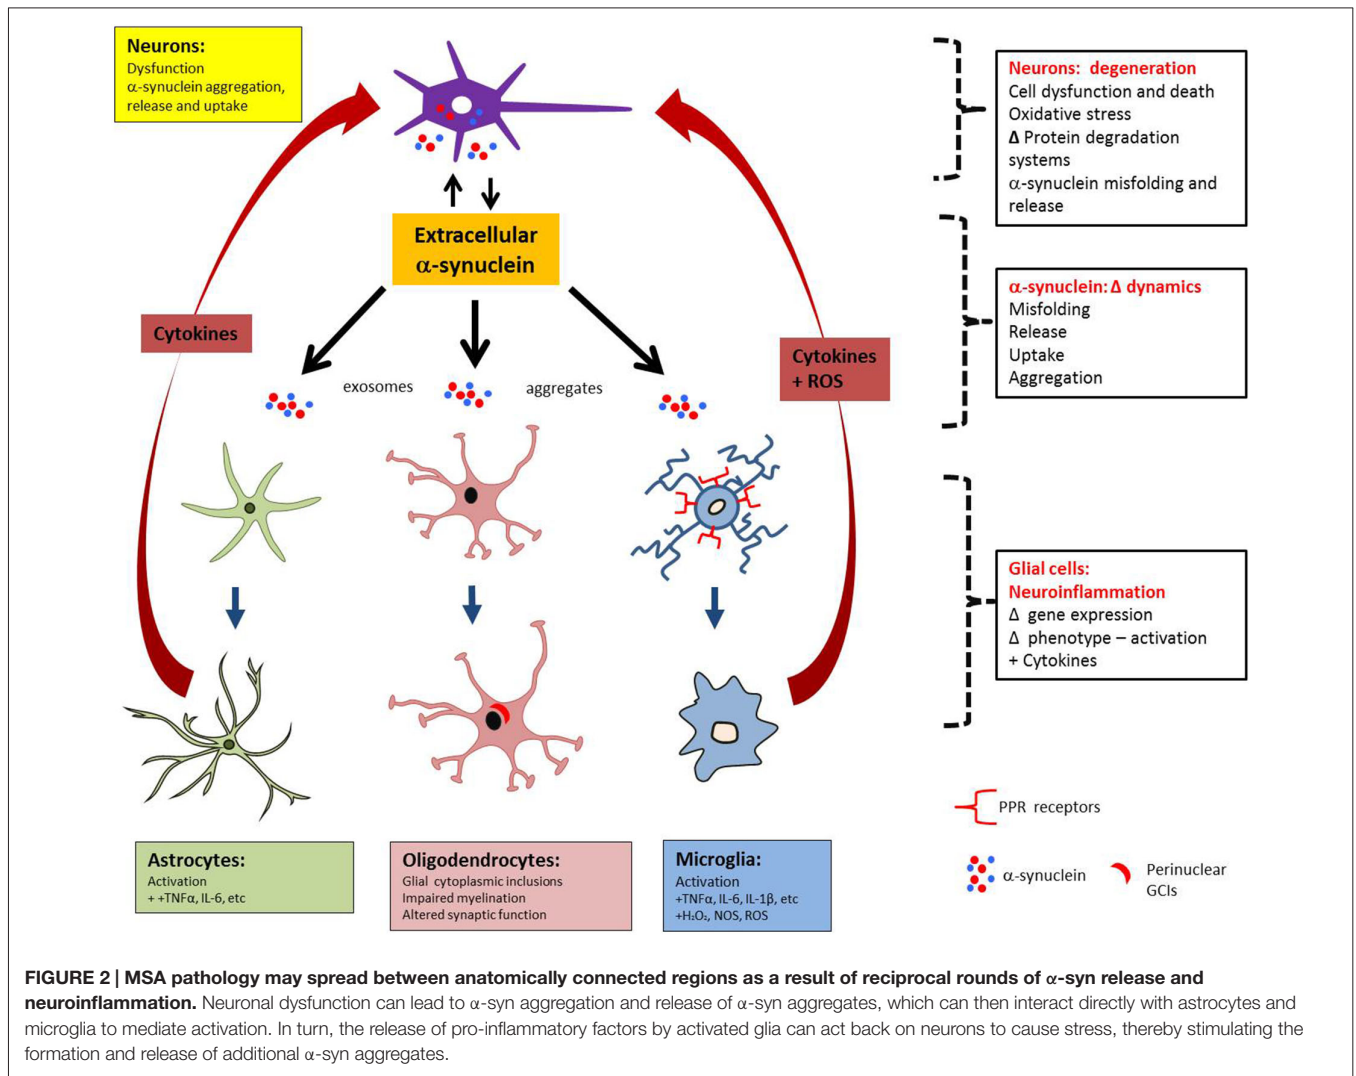 Neurons:
Dysfunction
α-synuclein aggregation,
release and uptake
Extracellular
α-synuclein
Cytokines
Cytokines
+ ROS
exosomes
aggregates
Neurons: degeneration
Cell dysfunction and death
Oxidative stress
Δ Protein degradation
systems
α-synuclein misfolding and
release
α-synuclein: Δ dynamics
Misfolding
Release
Uptake
Aggregation
Glial cells:
Neuroinflammation
Δ gene expression
Δ phenotype – activation
+ Cytokines
PPR receptors
α-synuclein
Perinuclear
GCIs
Astrocytes:
Activation
+ +TNFα, IL-6, etc
Oligodendrocytes:
Glial cytoplasmic inclusions
Impaired myelination
Altered synaptic function
Microglia:
Activation
+TNFα, IL-6, IL-1β, etc
+H₂O₂, NOS, ROS
FIGURE 2 | MSA pathology may spread between anatomically connected regions as a result of reciprocal rounds of α-syn release and
neuroinflammation. Neuronal dysfunction can lead to α-syn aggregation and release of α-syn aggregates, which can then interact directly with astrocytes and
microglia to mediate activation. In turn, the release of pro-inflammatory factors by activated glia can act back on neurons to cause stress, thereby stimulating the
formation and release of additional α-syn aggregates.